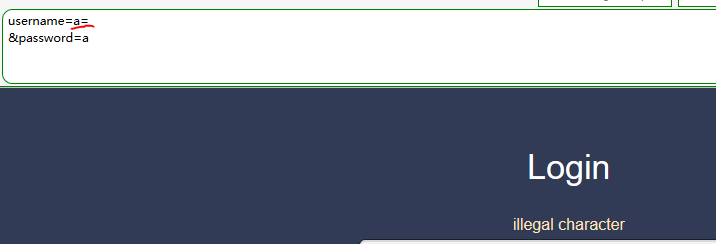 username=a=
&password=a
Login
illegal character